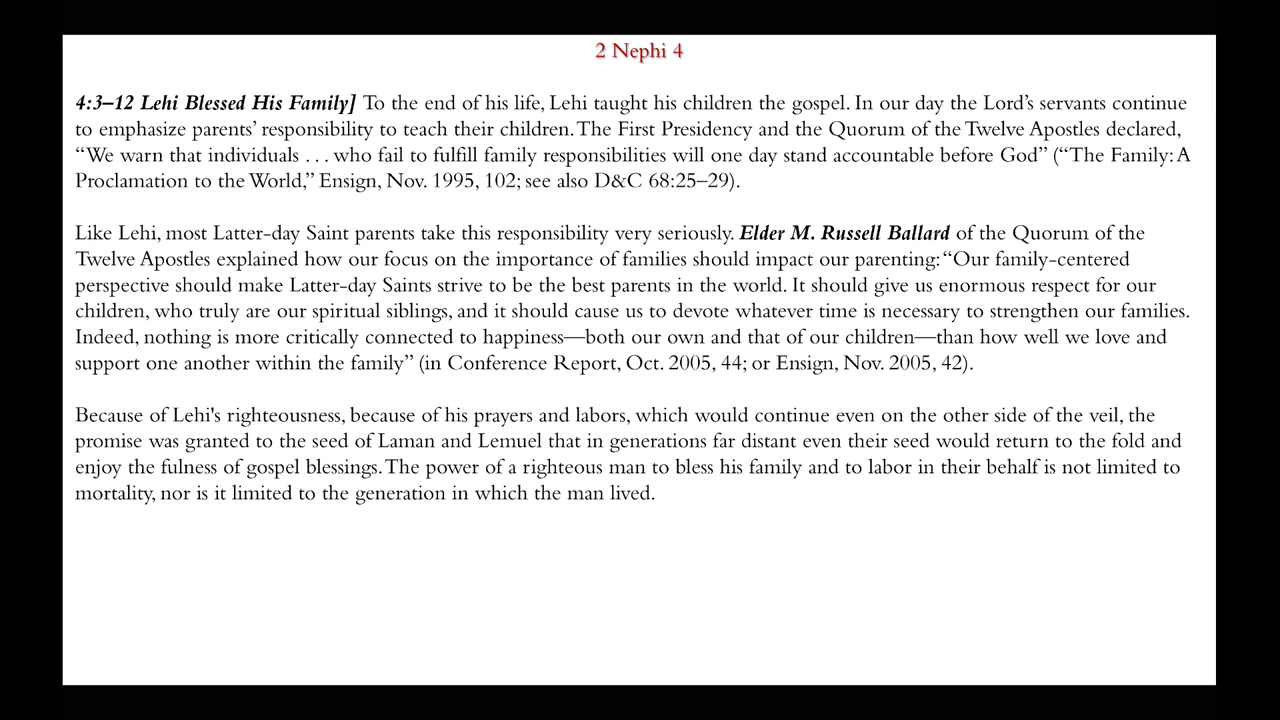 2 Nephi 4
4:3–12 Lehi Blessed His Family] To the end of his life, Lehi taught his children the gospel. In our day the Lord’s servants continue
to emphasize parents’ responsibility to teach their children. The First Presidency and the Quorum of the Twelve Apostles declared,
“We warn that individuals . . . who fail to fulfill family responsibilities will one day stand accountable before God” (“The Family: A
Proclamation to the World,” Ensign, Nov. 1995, 102; see also D&C 68:25–29).
Like Lehi, most Latter-day Saint parents take this responsibility very seriously. Elder M. Russell Ballard of the Quorum of the
Twelve Apostles explained how our focus on the importance of families should impact our parenting: “Our family-centered
perspective should make Latter-day Saints strive to be the best parents in the world. It should give us enormous respect for our
children, who truly are our spiritual siblings, and it should cause us to devote whatever time is necessary to strengthen our families.
Indeed, nothing is more critically connected to happiness—both our own and that of our children—than how well we love and
support one another within the family” (in Conference Report, Oct. 2005, 44; or Ensign, Nov. 2005, 42).
Because of Lehi's righteousness, because of his prayers and labors, which would continue even on the other side of the veil, the
promise was granted to the seed of Laman and Lemuel that in generations far distant even their seed would return to the fold and
enjoy the fulness of gospel blessings. The power of a righteous man to bless his family and to labor in their behalf is not limited to
mortality, nor is it limited to the generation in which the man lived.